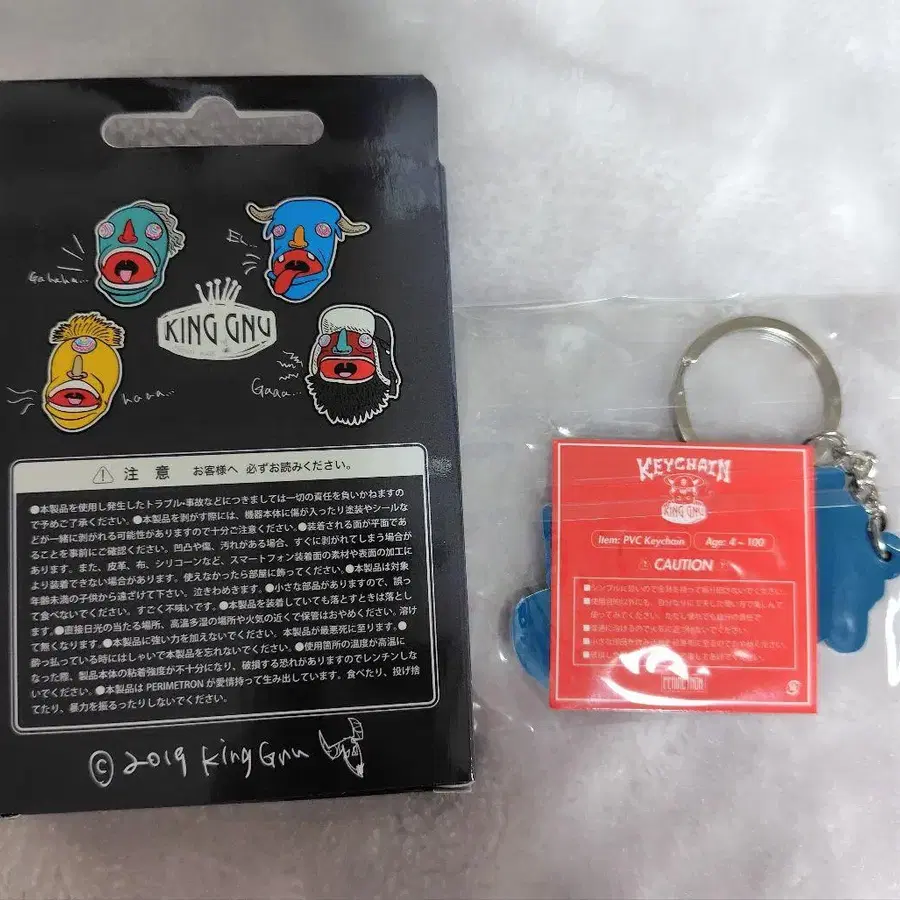 Gahaha...
KING GNU
hana...
Gaaa...
注意 お客様へ 必ずお読みください。
●本製品を使用し発生したトラブル・事故などにつきましては一切の責任を負いかねますの
で予めご了承ください。●本製品を剥がす際には、機器本体に傷が入ったり塗装やシールな
どが一緒に剥がれる可能性がありますので十分ご注意ください。●装着される面が平面であ
ることを事前にご確認ください。凹凸や傷、汚れがある場合、すぐに剥がれてしまう場合が
あります。また、皮革、布、シリコーンなど、スマートフォン装着面の素材や表面の加工に
より装着できない場合があります。使えなかったら部屋に飾ってください。●本製品は対象
年齢未満の子供から遠ざけて下さい。泣きわめきます。●小さな部品がありますので、誤っ
て食べないでください。すごく不味いです。●本製品を装着していても落とすときは落とし
ます。●直接日光の当たる場所、高温多湿の場所や火気の近くで保管はおやめください。溶け
て無くなります。●本製品に強い力を加えないでください。本製品が最悪死に至ります。●
酔っ払っている時にはしゃいで本製品を忘れないでください。●使用箇所の温度が高温に
なった際、製品本体の粘着強度が不十分になり、破損する恐れがありますのでレンチンしな
いでください。●本製品は PERIMETRON が愛情持って生み出しています。食べたり、投げ捨
てたり、暴力を振るったりしないでください。
© 2019 King Gnu
KEYCHAIN
KING GNU
Item: PVC Keychain Age: 4~100
CAUTION
PERIMETRON